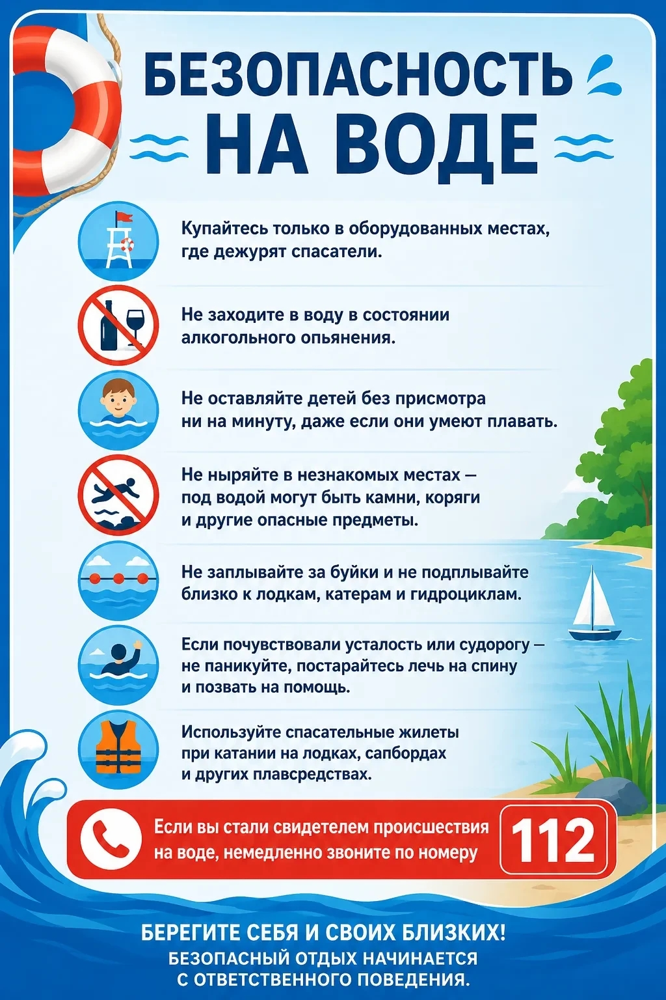 БЕЗОПАСНОСТЬ
НА ВОДЕ
Купайтесь только в оборудованных местах,
где дежурят спасатели.
Не заходите в воду в состоянии
алкогольного опьянения.
Не оставляйте детей без присмотра
ни на минуту, даже если они умеют плавать.
Не ныряйте в незнакомых местах –
под водой могут быть камни, коряги
и другие опасные предметы.
Не заплывайте за буйки и не подплывайте
близко к лодкам, катерам и гидроциклам.
Если почувствовали усталость или судорогу –
не паникуйте, постарайтесь лечь на спину
и позвать на помощь.
Используйте спасательные жилеты
при катании на лодках, сапбордах
и других плавсредствах.
Если вы стали свидетелем происшествия
на воде, немедленно звоните по номеру
112
БЕРЕГИТЕ СЕБЯ И СВОИХ БЛИЗКИХ!
БЕЗОПАСНЫЙ ОТДЫХ НАЧИНАЕТСЯ
С ОТВЕТСТВЕННОГО ПОВЕДЕНИЯ.